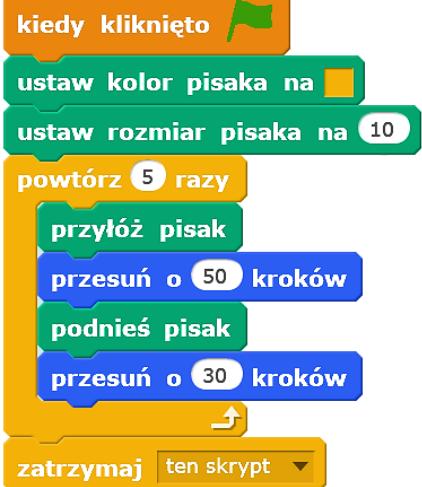 kiedy kliknięto
ustaw kolor pisaka na
ustaw rozmiar pisaka na 10
powtórz 5 razy
przyłóż pisak
przesuń o 50 kroków
podnieś pisak
przesuń o 30 kroków
zatrzymaj ten skrypt